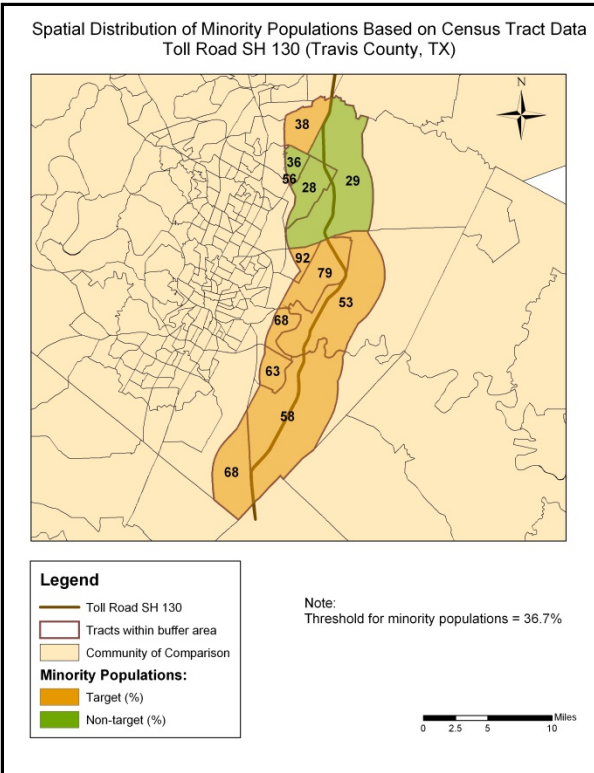 Spatial Distribution of Minority Populations Based on Census Tract Data
Toll Road SH 130 (Travis County, TX)
N
38
36
56
28
29
92
79
53
68
63
58
68
Legend
Toll Road SH 130
Tracts within buffer area
Community of Comparison
Minority Populations:
Target (%)
Non-target (%)
Note:
Threshold for minority populations = 36.7%
Miles
0 2.5 5 10